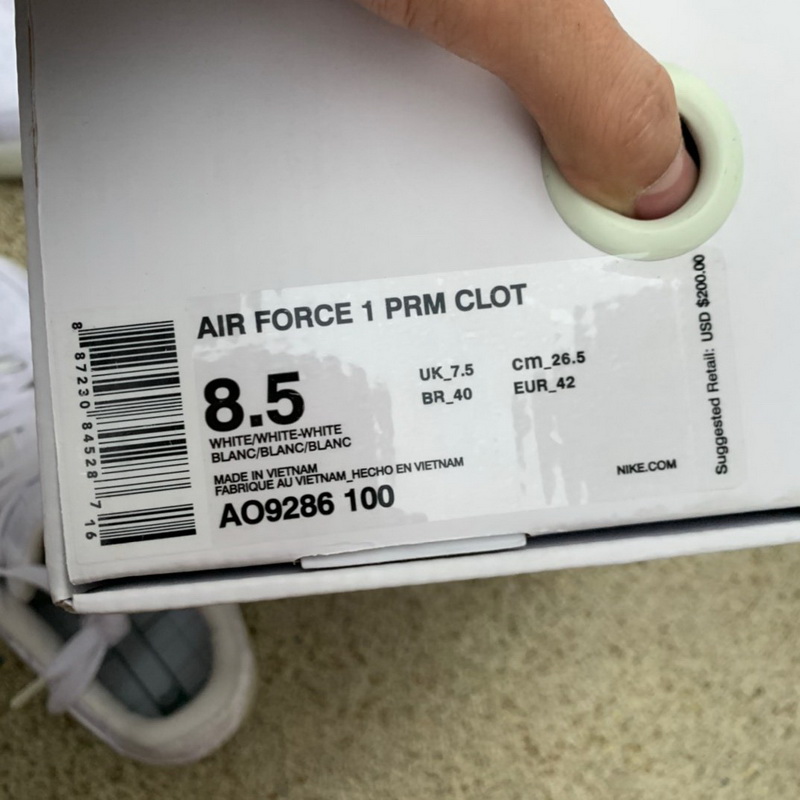 AIR FORCE 1 PRM CLOT
8.5
UK_7.5
cm_26.5
BR_40
EUR_42
WHITE/WHITE-WHITE
BLANC/BLANC/BLANC
MADE IN VIETNAM
FABRIQUE AU VIETNAM_HECHO EN VIETNAM
AO9286 100
NIKE.COM
Suggested Retail: USD $200.00
8 87230 84528 7 16